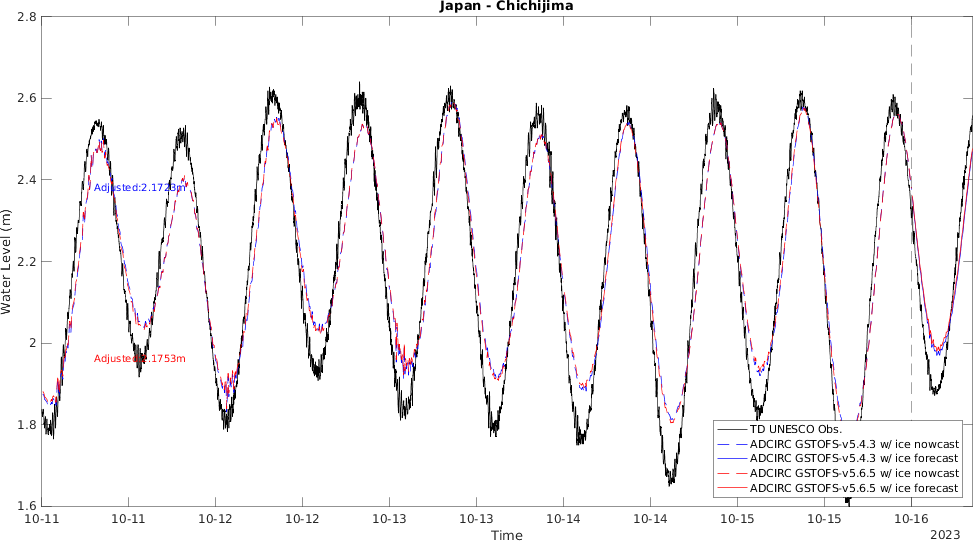 Japan - Chichijima
2.8
2.6
2.4
2.2
2
1.8
1.6
Water Level (m)
Adjusted:2.1723m
Adjusted:2.1753m
TD UNESCO Obs.
ADCIRC GSTOFS-v5.4.3 w/ ice nowcast
ADCIRC GSTOFS-v5.4.3 w/ ice forecast
ADCIRC GSTOFS-v5.6.5 w/ ice nowcast
ADCIRC GSTOFS-v5.6.5 w/ ice forecast
10-11 10-11 10-12 10-12 10-13 10-13 10-14 10-14 10-15 10-15 10-16
Time
2023